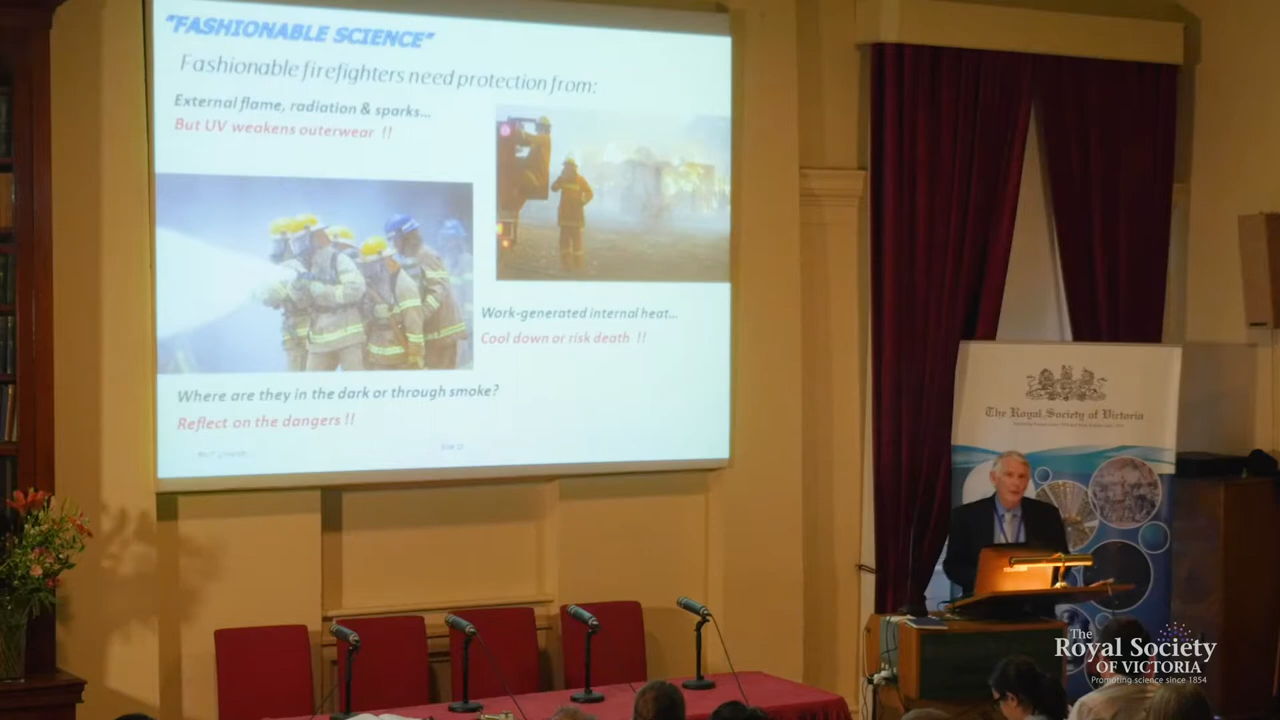 "FASHIONABLE SCIENCE"
Fashionable firefighters need protection from:
External flame, radiation & sparks...
But UV weakens outerwear !!
Work-generated internal heat...
Cool down or risk death !!
Where are they in the dark or through smoke?
Reflect on the dangers !!
The Royal Society of Victoria
The
Royal Society
OF VICTORIA
Promoting science since 1854